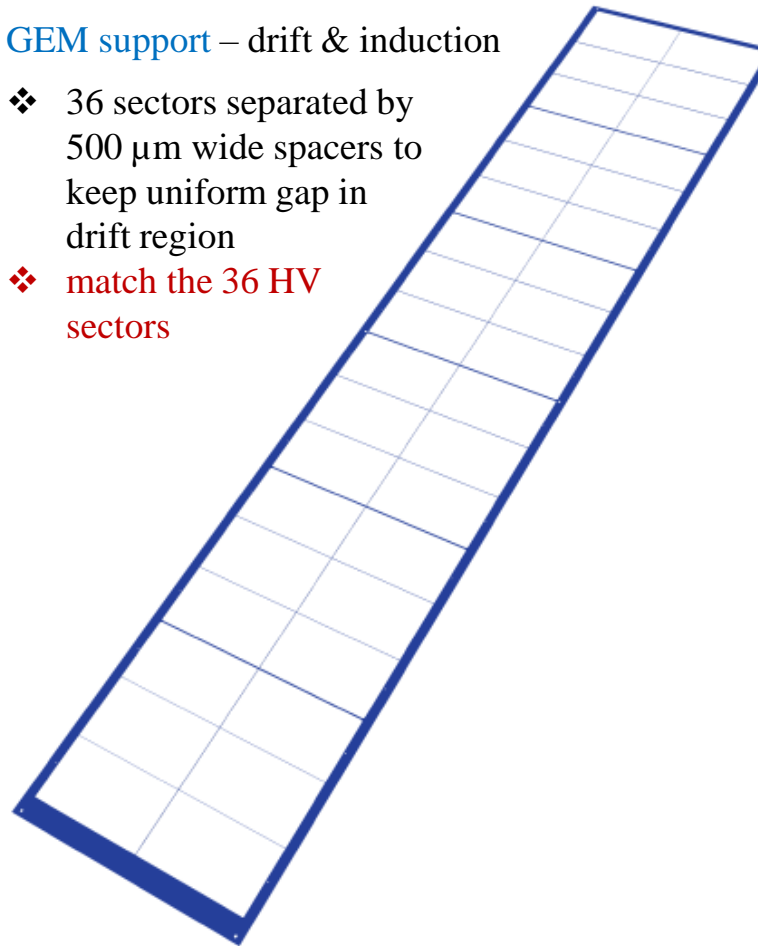 GEM support – drift & induction
❖ 36 sectors separated by
500 µm wide spacers to
keep uniform gap in
drift region
❖ match the 36 HV
sectors